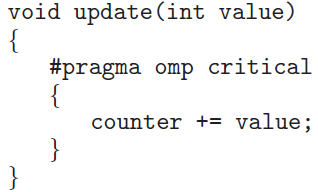 void update(int value)
{
    #pragma omp critical
    {
        counter += value;
    }
}